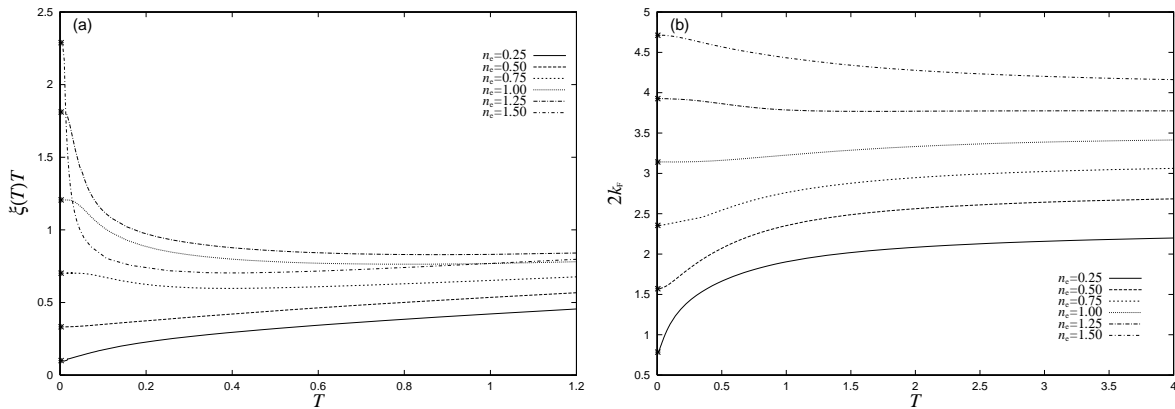 (a)
2.5
2
1.5
1
0.5
0
ξ(T)T
0 0.2 0.4 0.6 0.8 1 1.2
T
nₑ=0.25
nₑ=0.50
nₑ=0.75
nₑ=1.00
nₑ=1.25
nₑ=1.50
(b)
5
4.5
4
3.5
3
2.5
2
1.5
1
0.5
2k_F
0 0.5 1 1.5 2 2.5 3 3.5 4
T
nₑ=0.25
nₑ=0.50
nₑ=0.75
nₑ=1.00
nₑ=1.25
nₑ=1.50